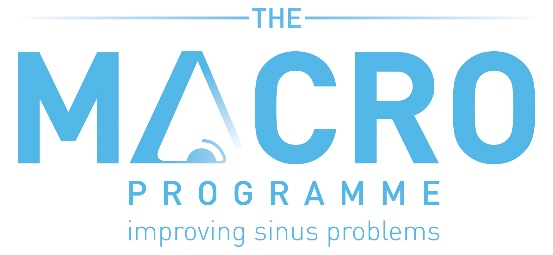 THE
MACRO
PROGRAMME
improving sinus problems